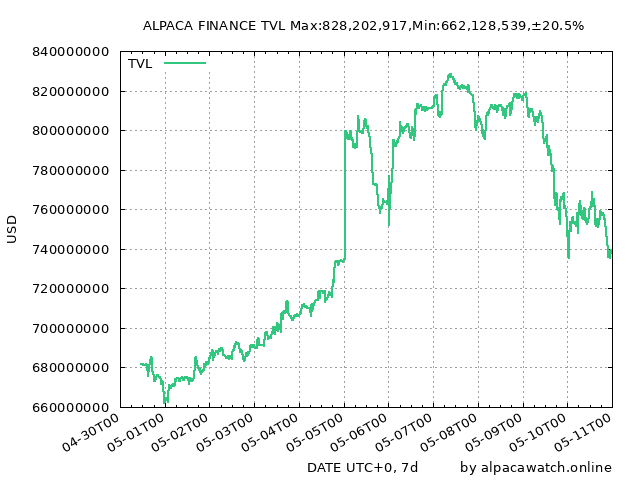 ALPACA FINANCE TVL Max:828,202,917,Min:662,128,539,±20.5%
TVL
840000000
820000000
800000000
780000000
760000000
740000000
720000000
700000000
680000000
660000000
USD
04-30T00
05-01T00
05-02T00
05-03T00
05-04T00
05-05T00
05-06T00
05-07T00
05-08T00
05-09T00
05-10T00
05-11T00
DATE UTC+0, 7d
by alpacawatch.online